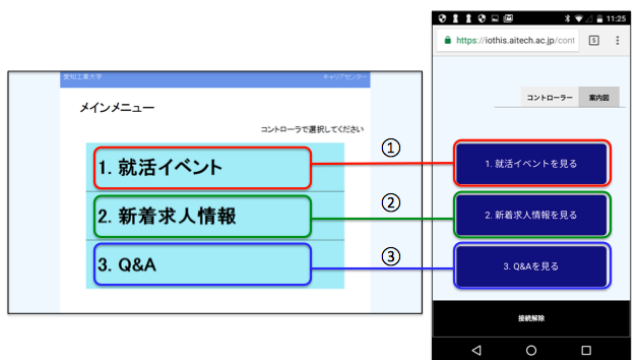 愛知工業大学
キャリアセンター
メインメニュー
コントローラで選択してください
1. 就活イベント
2. 新着求人情報
3. Q&A
①
②
③
11:25
https://iothis.aitech.ac.jp/cont
5
コントローラー
案内図
1. 就活イベントを見る
2. 新着求人情報を見る
3. Q&Aを見る
接続解除